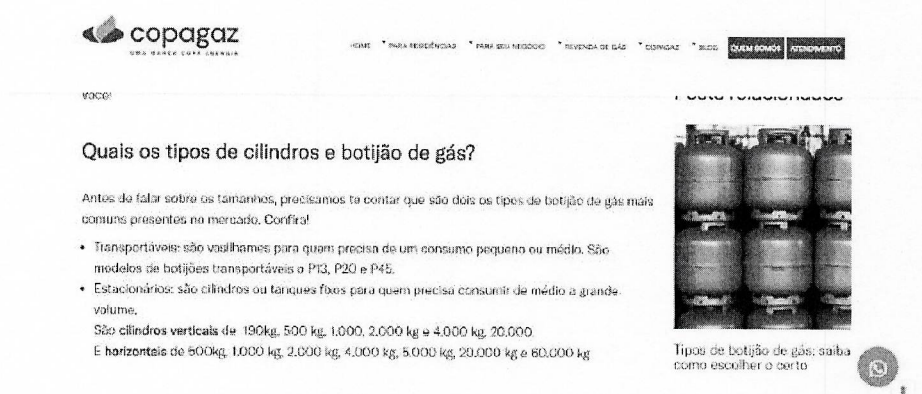 copagaz
UMA MARCA COPA ENERGIA
HOME PARA RESIDÊNCIAS PARA SEU NEGÓCIO REVENDA DE GÁS COPAGAZ BLOG QUEM SOMOS ATENDIMENTO
você!
Posts relacionados
Quais os tipos de cilindros e botijão de gás?
Antes de falar sobre os tamanhos, precisamos te contar que são dois os tipos de botijão de gás mais
comuns presentes no mercado. Confira!
• Transportáveis: são vasilhames para quem precisa de um consumo pequeno ou médio. São
modelos de botijões transportáveis o P13, P20 e P45.
• Estacionários: são cilindros ou tanques fixos para quem precisa consumir de médio a grande
volume.
São cilindros verticais de 190kg, 500 kg, 1.000, 2.000 kg e 4.000 kg, 20.000
E horizontais de 500kg, 1.000 kg, 2.000 kg, 4.000 kg, 5.000 kg, 20.000 kg e 60.000 kg
Tipos de botijão de gás: saiba
como escolher o certo